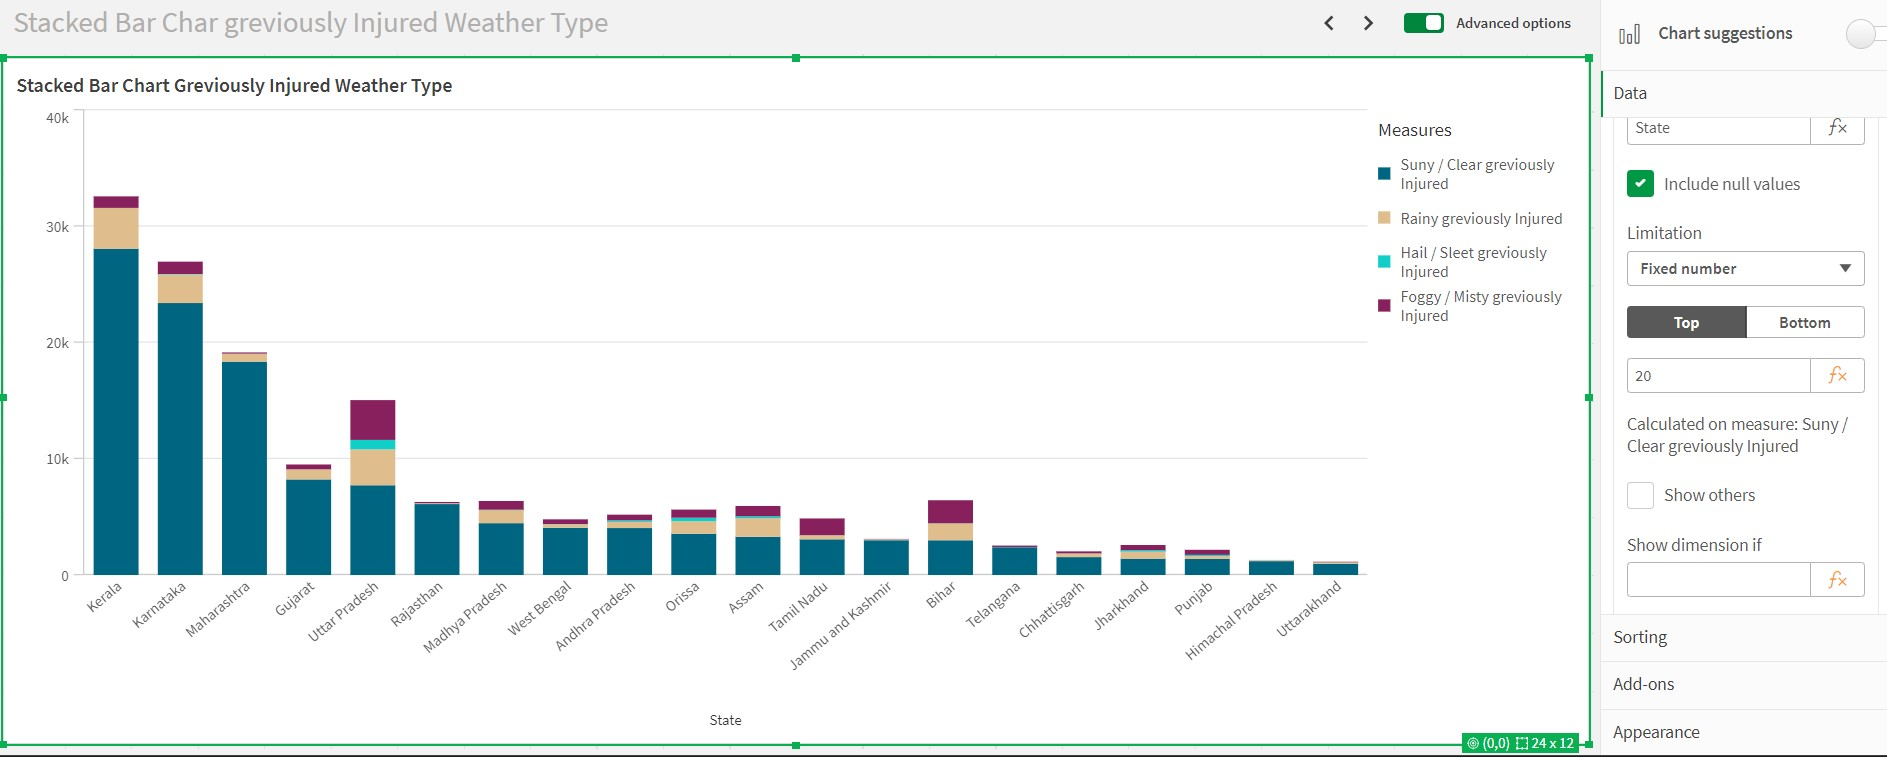 Stacked Bar Char greviously Injured Weather Type
Advanced options
Chart suggestions
Stacked Bar Chart Greviously Injured Weather Type
40k
30k
20k
10k
0
Kerala
Karnataka
Maharashtra
Gujarat
Uttar Pradesh
Rajasthan
Madhya Pradesh
West Bengal
Andhra Pradesh
Orissa
Assam
Tamil Nadu
Jammu and Kashmir
Bihar
Telangana
Chhattisgarh
Jharkhand
Punjab
Himachal Pradesh
Uttarakhand
State
Measures
Suny / Clear greviously
Injured
Rainy greviously Injured
Hail / Sleet greviously
Injured
Foggy / Misty greviously
Injured
(0,0) 24 x 12
Data
State fx
Include null values
Limitation
Fixed number
Top Bottom
20 fx
Calculated on measure: Suny /
Clear greviously Injured
Show others
Show dimension if
fx
Sorting
Add-ons
Appearance